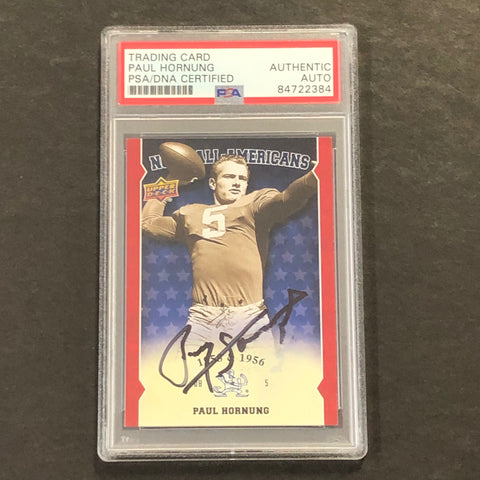 TRADING CARD
PAUL HORNUNG AUTHENTIC
PSA/DNA CERTIFIED AUTO
PSA 84722384
ALL-AMERICANS
UPPER DECK
5
1956
5
PAUL HORNUNG